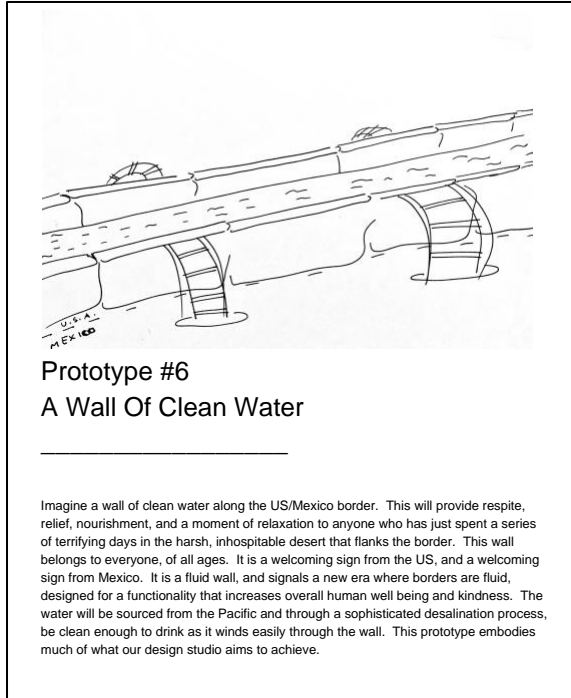 U.S.A.
MEXICO
Prototype #6
A Wall Of Clean Water
Imagine a wall of clean water along the US/Mexico border.  This will provide respite,
relief, nourishment, and a moment of relaxation to anyone who has just spent a series
of terrifying days in the harsh, inhospitable desert that flanks the border.  This wall
belongs to everyone, of all ages.  It is a welcoming sign from the US, and a welcoming
sign from Mexico.  It is a fluid wall, and signals a new era where borders are fluid,
designed for a functionality that increases overall human well being and kindness.  The
water will be sourced from the Pacific and through a sophisticated desalination process,
be clean enough to drink as it winds easily through the wall.  This prototype embodies
much of what our design studio aims to achieve.